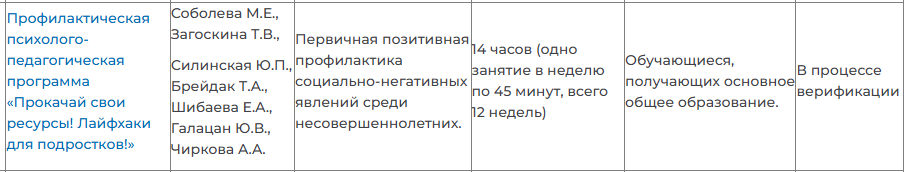 Профилактическая
психолого-
педагогическая
программа
«Прокачай свои
ресурсы! Лайфхаки
для подростков!»
Соболева М.Е.,
Загоскина Т.В.,
Силинская Ю.П.,
Брейдак Т.А.,
Шибаева Е.А.,
Галацан Ю.В.,
Чиркова А.А.
Первичная позитивная
профилактика
социально-негативных
явлений среди
несовершеннолетних.
14 часов (одно
занятие в неделю
по 45 минут, всего
12 недель)
Обучающиеся,
получающих основное
общее образование.
В процессе
верификации